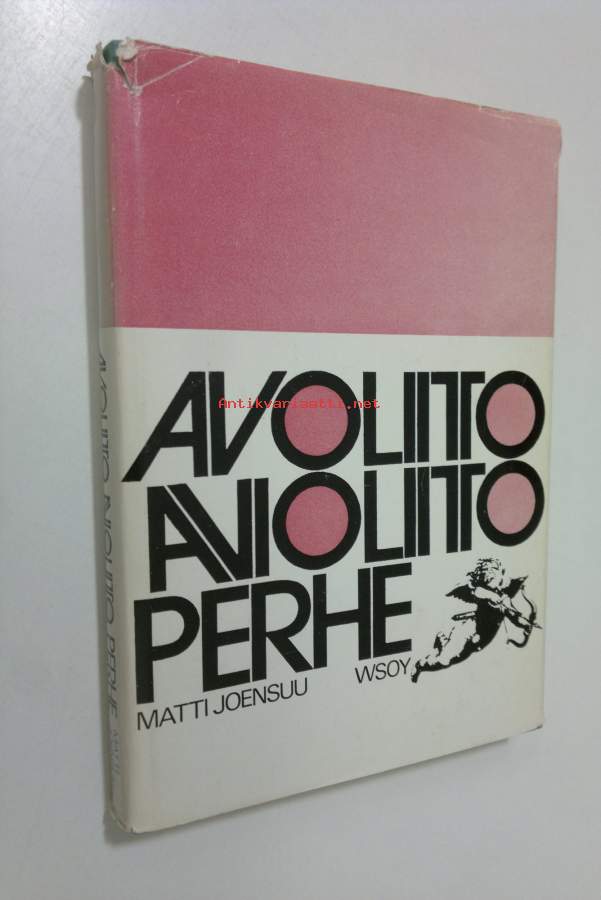 AVOLIITTO
Antikvariaatti.net
AVIOLIITTO
PERHE
MATTI JOENSUU
WSOY
AVOLIITTO AVIOLIITTO PERHE